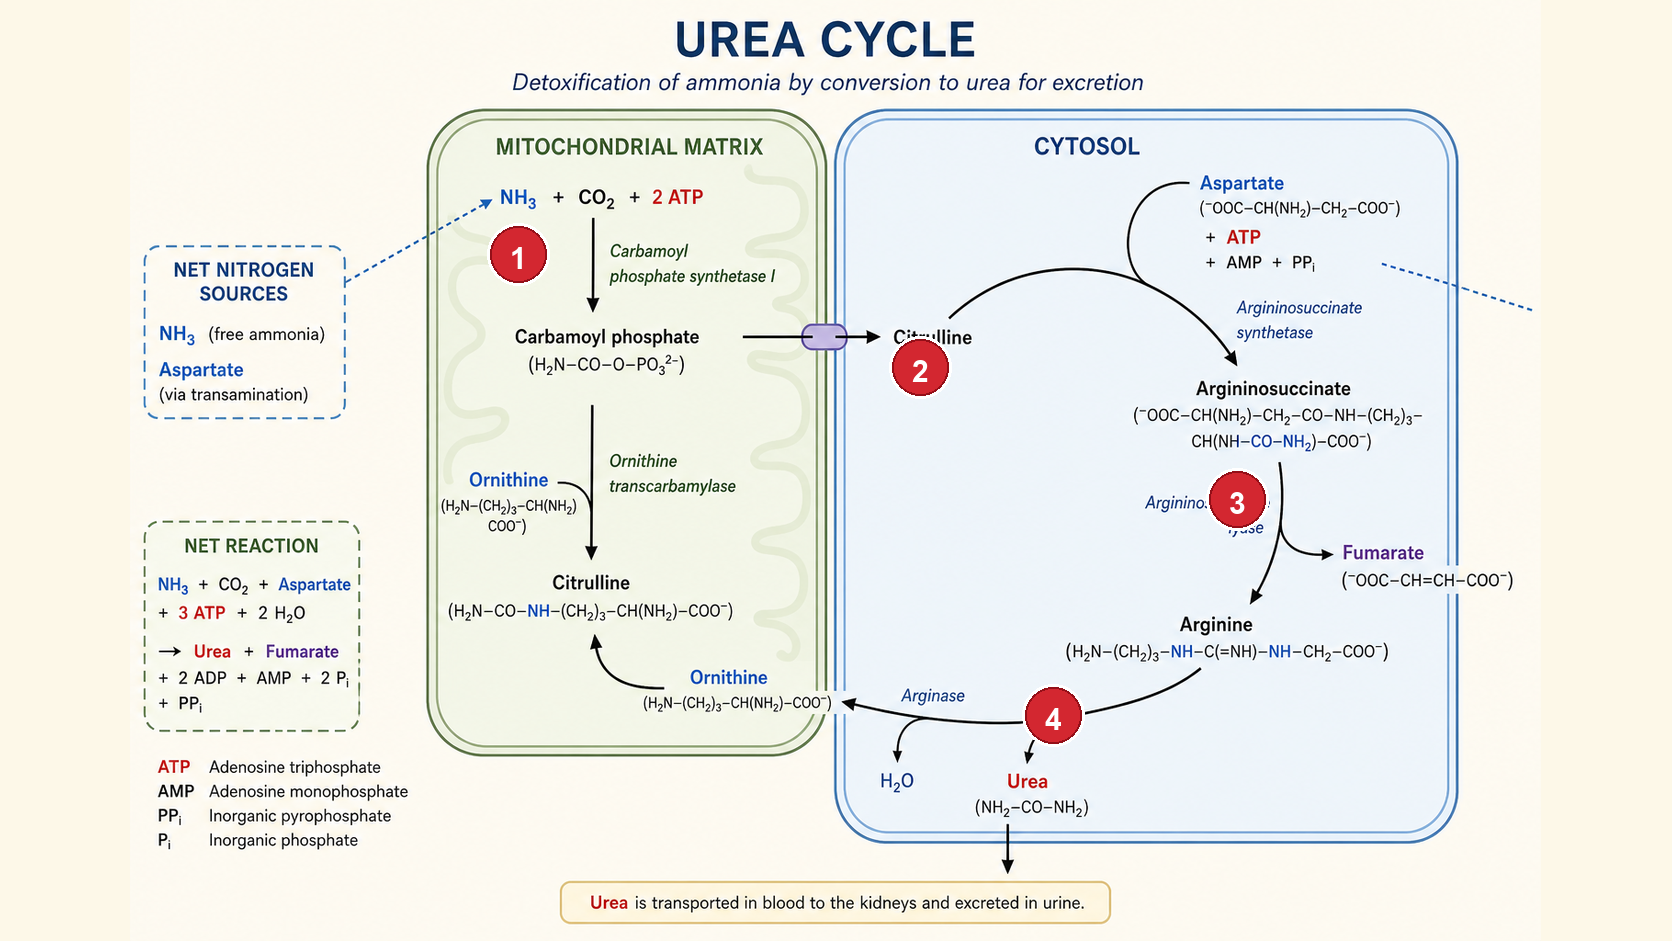 UREA CYCLE
Detoxification of ammonia by conversion to urea for excretion
MITOCHONDRIAL MATRIX
NH₃ + CO₂ + 2 ATP
1
Carbamoyl
phosphate synthetase I
Carbamoyl phosphate
(H₂N–CO–O–PO₃²⁻)
Ornithine
transcarbamylase
Ornithine
(H₂N–(CH₂)₃–CH(NH₂)
COO⁻)
Citrulline
(H₂N–CO–NH–(CH₂)₃–CH(NH₂)–COO⁻)
Ornithine
(H₂N–(CH₂)₃–CH(NH₂)–COO⁻)
CYTOSOL
Aspartate
(⁻OOC–CH(NH₂)–CH₂–COO⁻)
+ ATP
+ AMP + PPᵢ
Citrulline
2
Argininosuccinate
synthetase
Argininosuccinate
(⁻OOC–CH(NH₂)–CH₂–CO–NH–(CH₂)₃–
CH(NH–CO–NH₂)–COO⁻)
3
lyase
Fumarate
(⁻OOC–CH=CH–COO⁻)
Arginine
(H₂N–(CH₂)₃–NH–C(=NH)–NH–CH₂–COO⁻)
Arginase
4
H₂O
Urea
(NH₂–CO–NH₂)
Urea is transported in blood to the kidneys and excreted in urine.
NET NITROGEN
SOURCES
NH₃ (free ammonia)
Aspartate
(via transamination)
NET REACTION
NH₃ + CO₂ + Aspartate
+ 3 ATP + 2 H₂O
→ Urea + Fumarate
+ 2 ADP + AMP + 2 Pᵢ
+ PPᵢ
ATP Adenosine triphosphate
AMP Adenosine monophosphate
PPᵢ Inorganic pyrophosphate
Pᵢ Inorganic phosphate